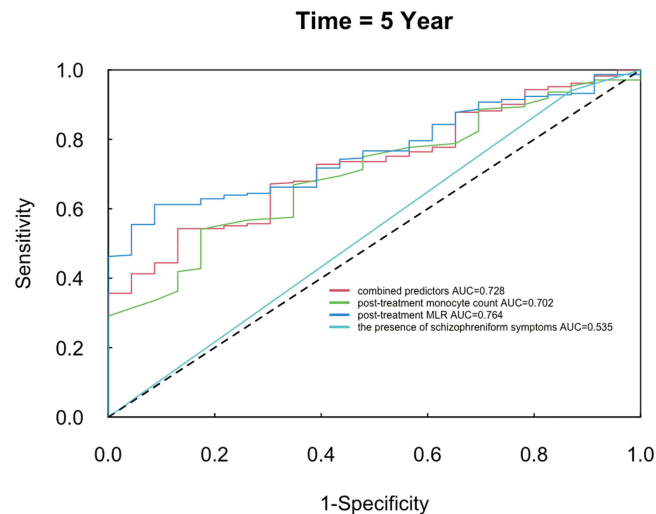 Time = 5 Year
Sensitivity
1.0
0.8
0.6
0.4
0.2
0.0
combined predictors AUC=0.728
post-treatment monocyte count AUC=0.702
post-treatment MLR AUC=0.764
the presence of schizophreniform symptoms AUC=0.535
0.0 0.2 0.4 0.6 0.8 1.0
1-Specificity